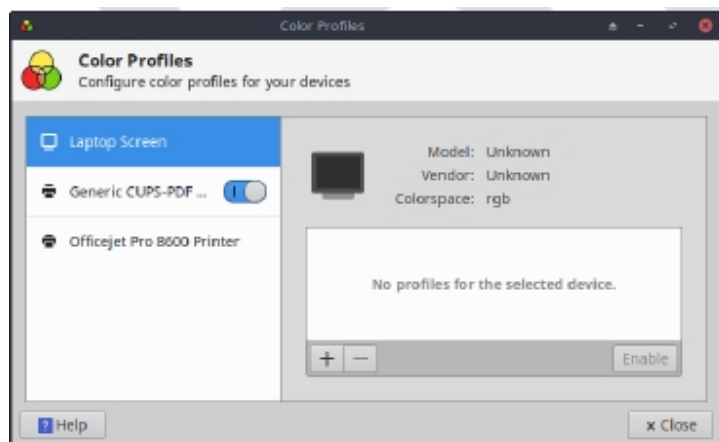 Color Profiles
Color Profiles
Configure color profiles for your devices
Laptop Screen
Generic CUPS-PDF ...
Officejet Pro 8600 Printer
Model: Unknown
Vendor: Unknown
Colorspace: rgb
No profiles for the selected device.
+ −
Enable
? Help
x Close